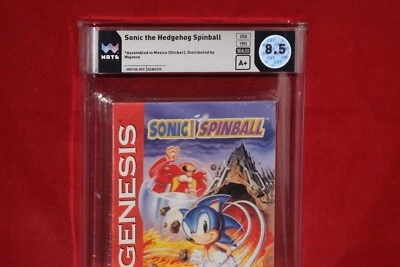 WATA
Sonic the Hedgehog Spinball
*Assembled in Mexico (Sticker), Distributed by
Majesco
GENESIS
USA
SEALED
8.5
A+
SONIC SPINBALL
GENESIS